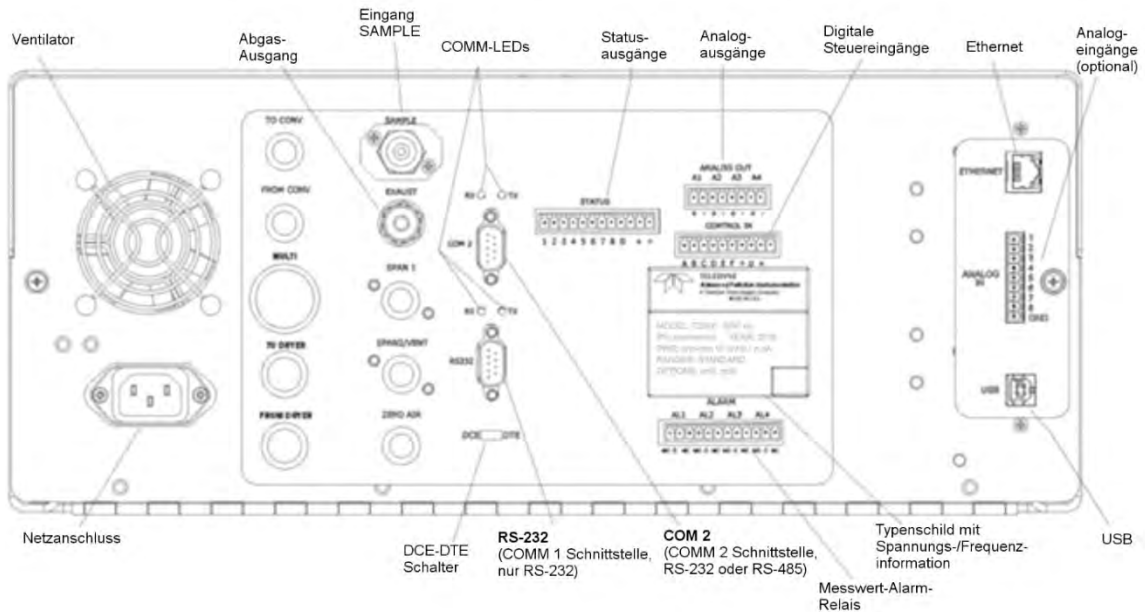 Ventilator
Abgas-
Ausgang
Eingang
SAMPLE
COMM-LEDs
Status-
ausgänge
Analog-
ausgänge
Digitale
Steuereingänge
Ethernet
Analog-
eingänge
(optional)
TO CONV
SAMPLE
FROM CONV
EXHAUST
RX
TX
COM 2
STATUS
1 2 3 4 5 6 7 8 D + =
ANALOG OUT
A1 A2 A3 A4
CONTROL IN
A B C D E F + U +
ETHERNET
MULTI
SPAN 1
RX
TX
TELEDYNE
ANALOG
IN
1
2
3
4
5
6
7
8
GND
TO DRYER
SPAN2/VENT
RS232
USB
FROM DRYER
ZERO AIR
DCE
DTE
ALARM
AL1 AL2 AL3 AL4
Netzanschluss
DCE-DTE
Schalter
RS-232
(COMM 1 Schnittstelle,
nur RS-232)
COM 2
(COMM 2 Schnittstelle,
RS-232 oder RS-485)
Typenschild mit
Spannungs-/Frequenz-
information
USB
Messwert-Alarm-
Relais